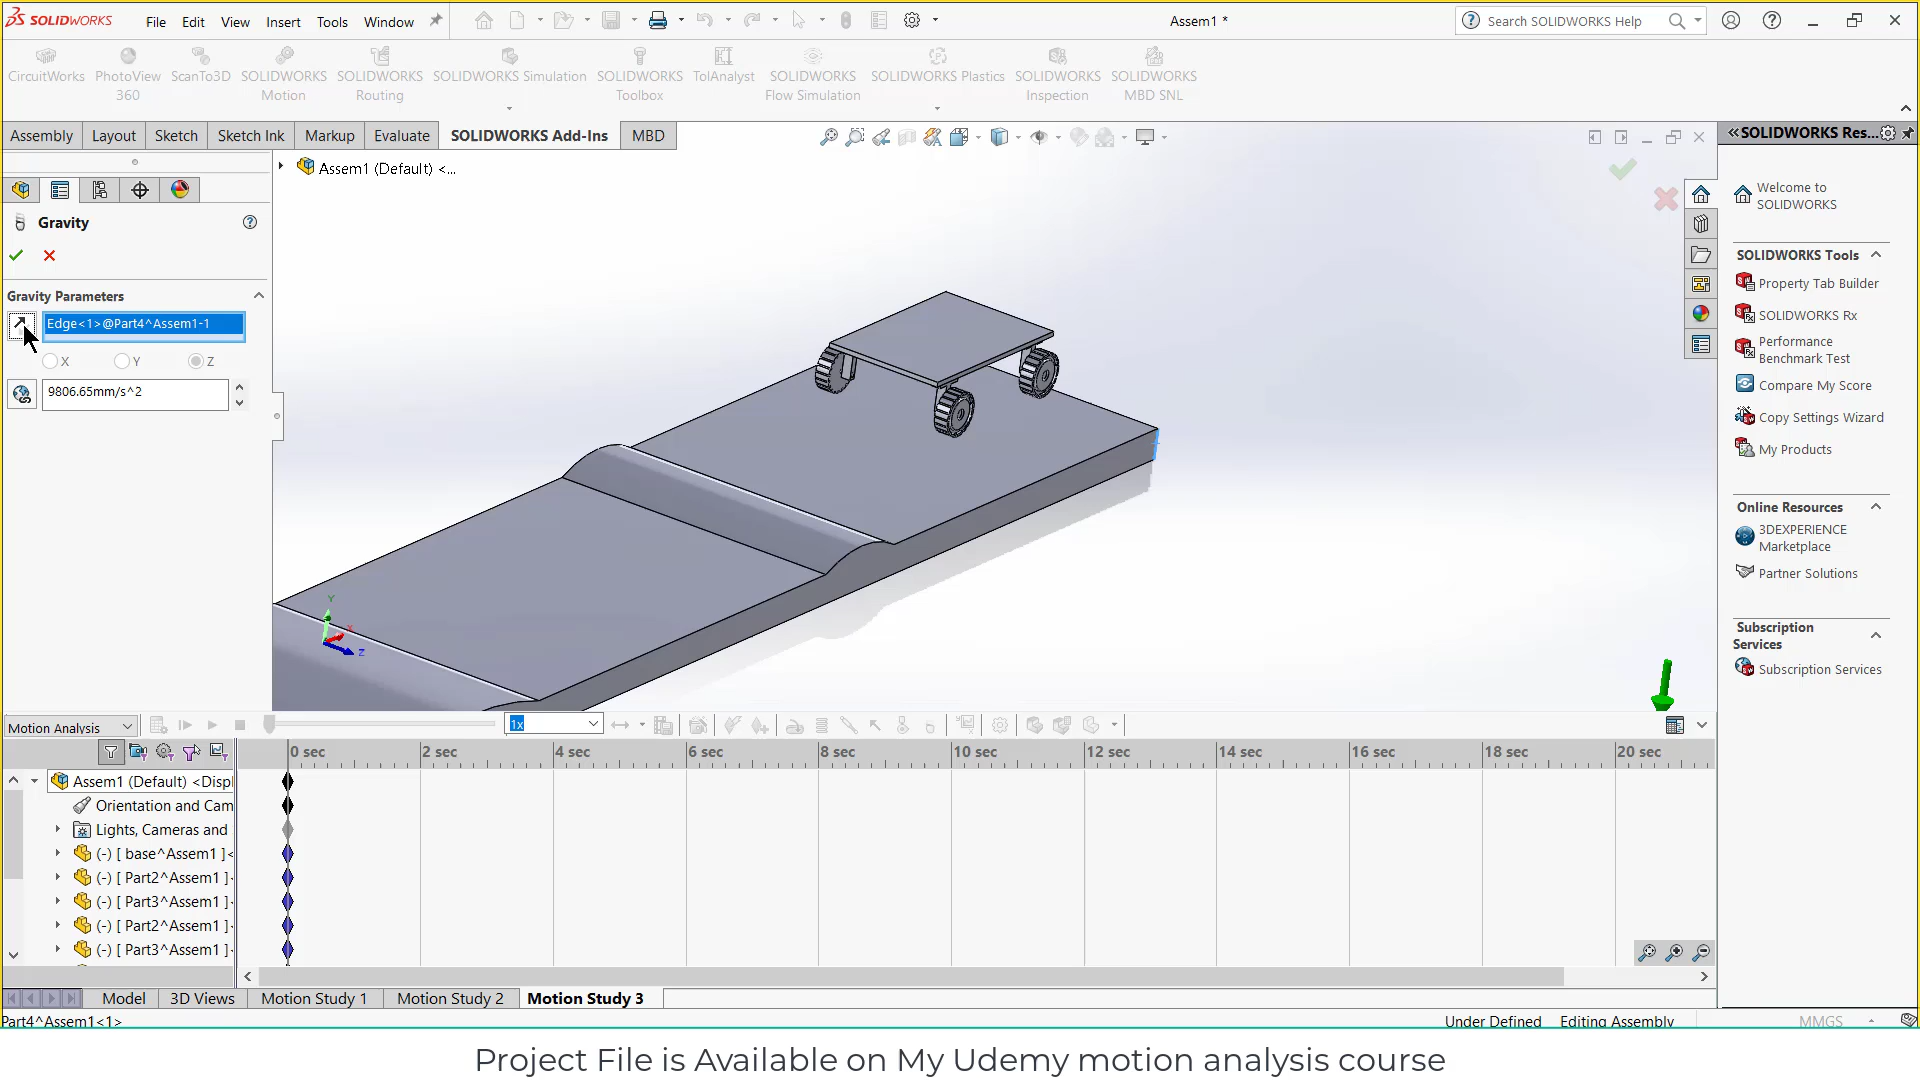 SOLIDWORKS File Edit View Insert Tools Window Assem1 * Search SOLIDWORKS Help
CircuitWorks PhotoView 360 ScanTo3D SOLIDWORKS Motion SOLIDWORKS Routing SOLIDWORKS Simulation SOLIDWORKS Toolbox TolAnalyst SOLIDWORKS Flow Simulation SOLIDWORKS Plastics SOLIDWORKS Inspection SOLIDWORKS MBD SNL
Assembly Layout Sketch Sketch Ink Markup Evaluate SOLIDWORKS Add-Ins MBD
SOLIDWORKS Res...
Assem1 (Default) <...
Gravity
Gravity Parameters
Edge<1>@Part4^Assem1-1
X Y Z
9806.65mm/s^2
Y
X
Z
Welcome to
SOLIDWORKS
SOLIDWORKS Tools
Property Tab Builder
SOLIDWORKS Rx
Performance
Benchmark Test
Compare My Score
Copy Settings Wizard
My Products
Online Resources
3DEXPERIENCE
Marketplace
Partner Solutions
Subscription
Services
Subscription Services
Motion Analysis 1x
0 sec 2 sec 4 sec 6 sec 8 sec 10 sec 12 sec 14 sec 16 sec 18 sec 20 sec
Assem1 (Default) <Displ
Orientation and Cam
Lights, Cameras and
(-) [ base^Assem1 ]<
(-) [ Part2^Assem1 ]
(-) [ Part3^Assem1 ]
(-) [ Part2^Assem1 ]
(-) [ Part3^Assem1 ]
Model 3D Views Motion Study 1 Motion Study 2 Motion Study 3
Part4^Assem1<1> Under Defined Editing Assembly MMGS
Project File is Available on My Udemy motion analysis course